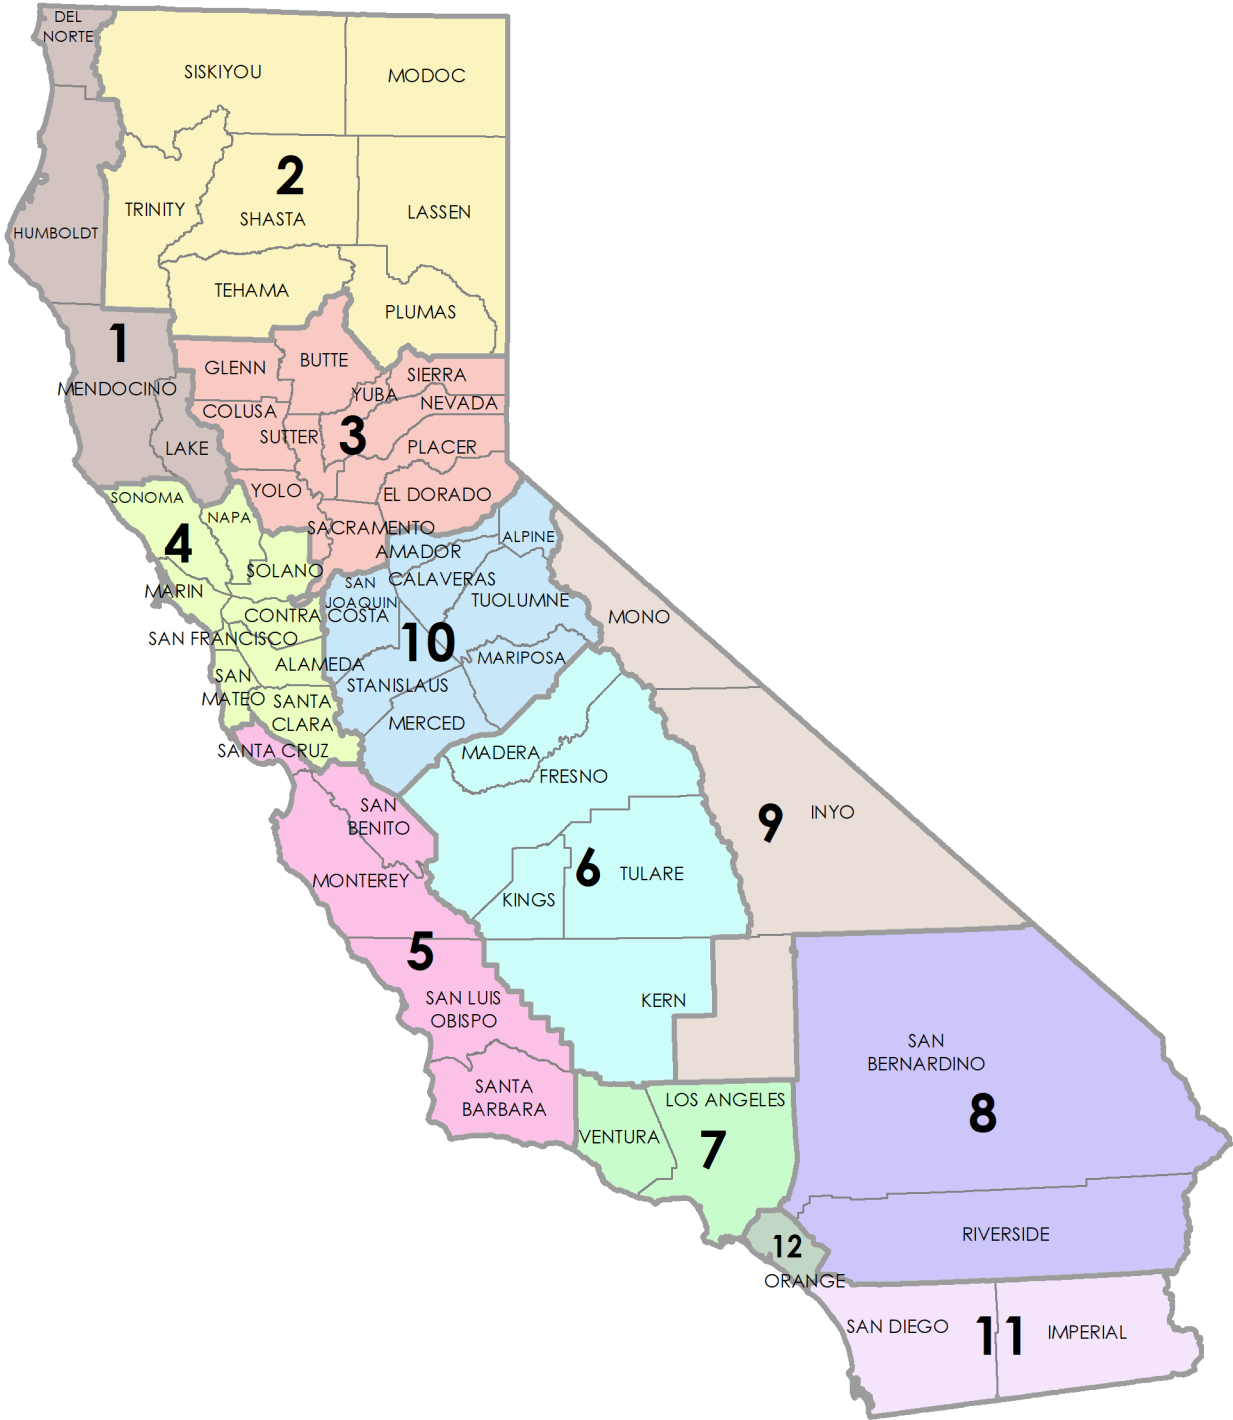 DEL
NORTE
SISKIYOU
MODOC
2
TRINITY
SHASTA
LASSEN
HUMBOLDT
TEHAMA
PLUMAS
1
MENDOCINO
LAKE
GLENN
BUTTE
SIERRA
YUBA
NEVADA
COLUSA
SUTTER
3
PLACER
YOLO
EL DORADO
SACRAMENTO
SONOMA
NAPA
4
SOLANO
MARIN
CONTRA COSTA
SAN FRANCISCO
ALAMEDA
SAN
MATEO
SANTA
CLARA
AMADOR
ALPINE
SAN
JOAQUIN
CALAVERAS
TUOLUMNE
10
MARIPOSA
STANISLAUS
MERCED
MONO
SANTA CRUZ
SAN
BENITO
MONTEREY
5
SAN LUIS
OBISPO
SANTA
BARBARA
MADERA
FRESNO
6
TULARE
KINGS
KERN
9
INYO
LOS ANGELES
VENTURA
7
SAN
BERNARDINO
8
RIVERSIDE
12
ORANGE
SAN DIEGO
11
IMPERIAL